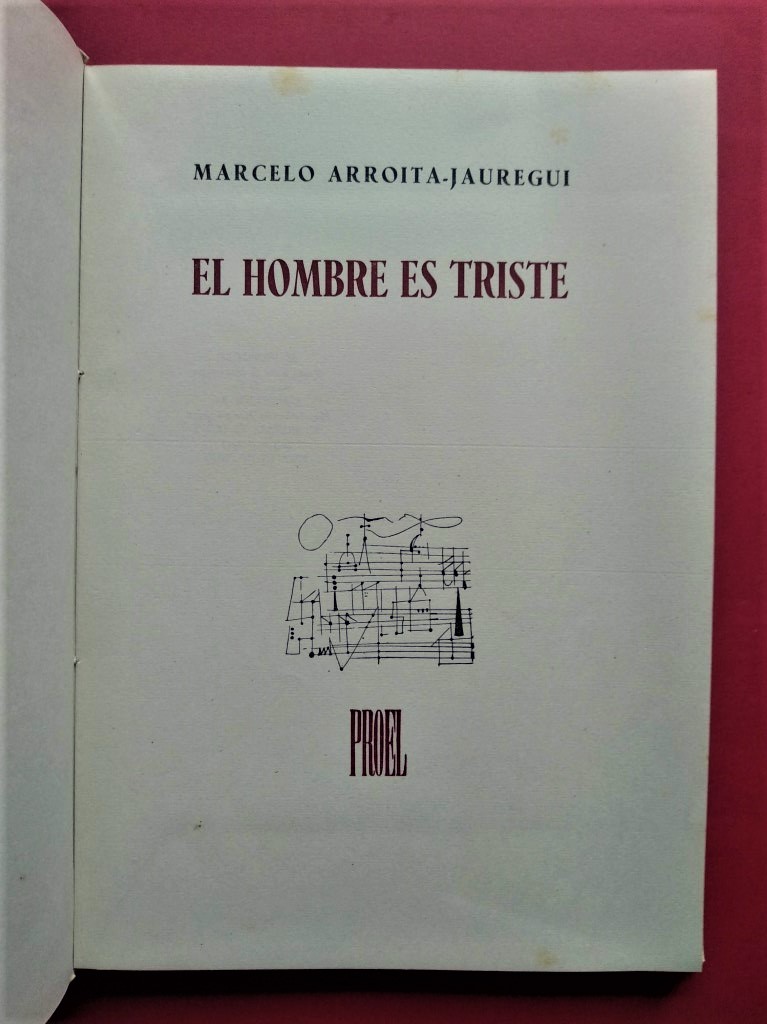 MARCELO ARROITA-JAUREGUI
EL HOMBRE ES TRISTE
PROEL